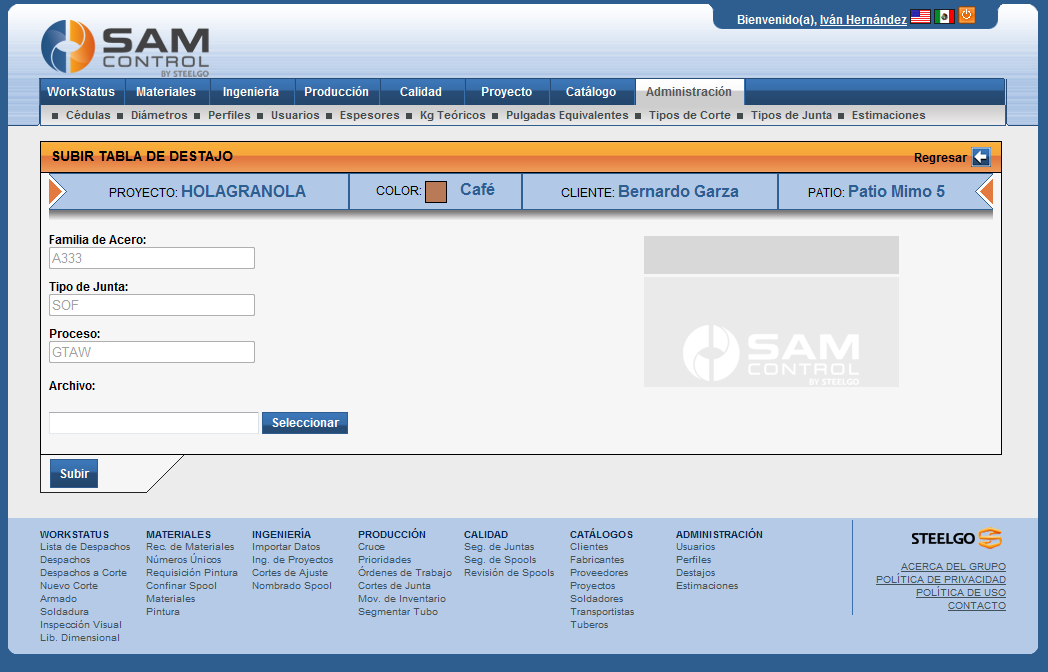 Bienvenido(a), Iván Hernández
SAM
CONTROL
BY STEELGO
WorkStatus Materiales Ingeniería Producción Calidad Proyecto Catálogo Administración
Cédulas Diámetros Perfiles Usuarios Espesores Kg Teóricos Pulgadas Equivalentes Tipos de Corte Tipos de Junta Estimaciones
SUBIR TABLA DE DESTAJO Regresar
PROYECTO: HOLAGRANOLA COLOR: Café CLIENTE: Bernardo Garza PATIO: Patio Mimo 5
Familia de Acero:
A333
Tipo de Junta:
SOF
Proceso:
GTAW
Archivo:
Seleccionar
SAM
CONTROL
BY STEELGO
Subir
WORKSTATUS
Lista de Despachos
Despachos
Despachos a Corte
Nuevo Corte
Armado
Soldadura
Inspección Visual
Lib. Dimensional
MATERIALES
Rec. de Materiales
Números Únicos
Requisición Pintura
Confinar Spool
Materiales
Pintura
INGENIERÍA
Importar Datos
Ing. de Proyectos
Cortes de Ajuste
Nombrado Spool
PRODUCCIÓN
Cruce
Prioridades
Órdenes de Trabajo
Cortes de Junta
Mov. de Inventario
Segmentar Tubo
CALIDAD
Seg. de Juntas
Seg. de Spools
Revisión de Spools
CATÁLOGOS
Clientes
Fabricantes
Proveedores
Proyectos
Soldadores
Transportistas
Tuberos
ADMINISTRACIÓN
Usuarios
Perfiles
Destajos
Estimaciones
STEELGO
ACERCA DEL GRUPO
POLÍTICA DE PRIVACIDAD
POLÍTICA DE USO
CONTACTO